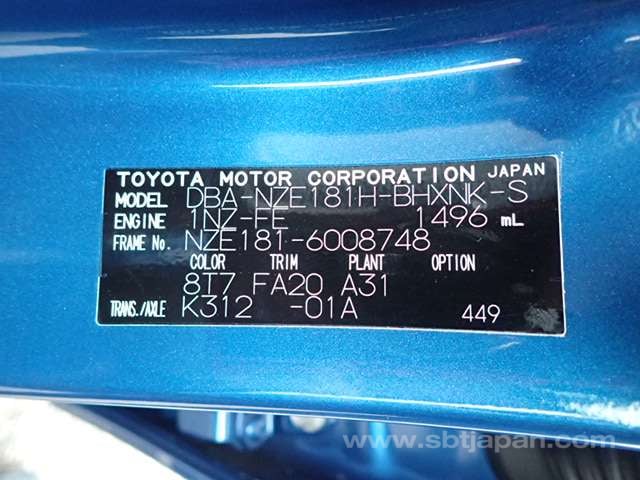 TOYOTA MOTOR CORPORATION JAPAN
MODEL DBA-NZE181H-BHXNK-S
ENGINE 1NZ-FE 1496 mL
FRAME No. NZE181-6008748
COLOR TRIM PLANT OPTION
8T7 FA20 A31
TRANS./AXLE K312 -01A 449
www.sbtjapan.com